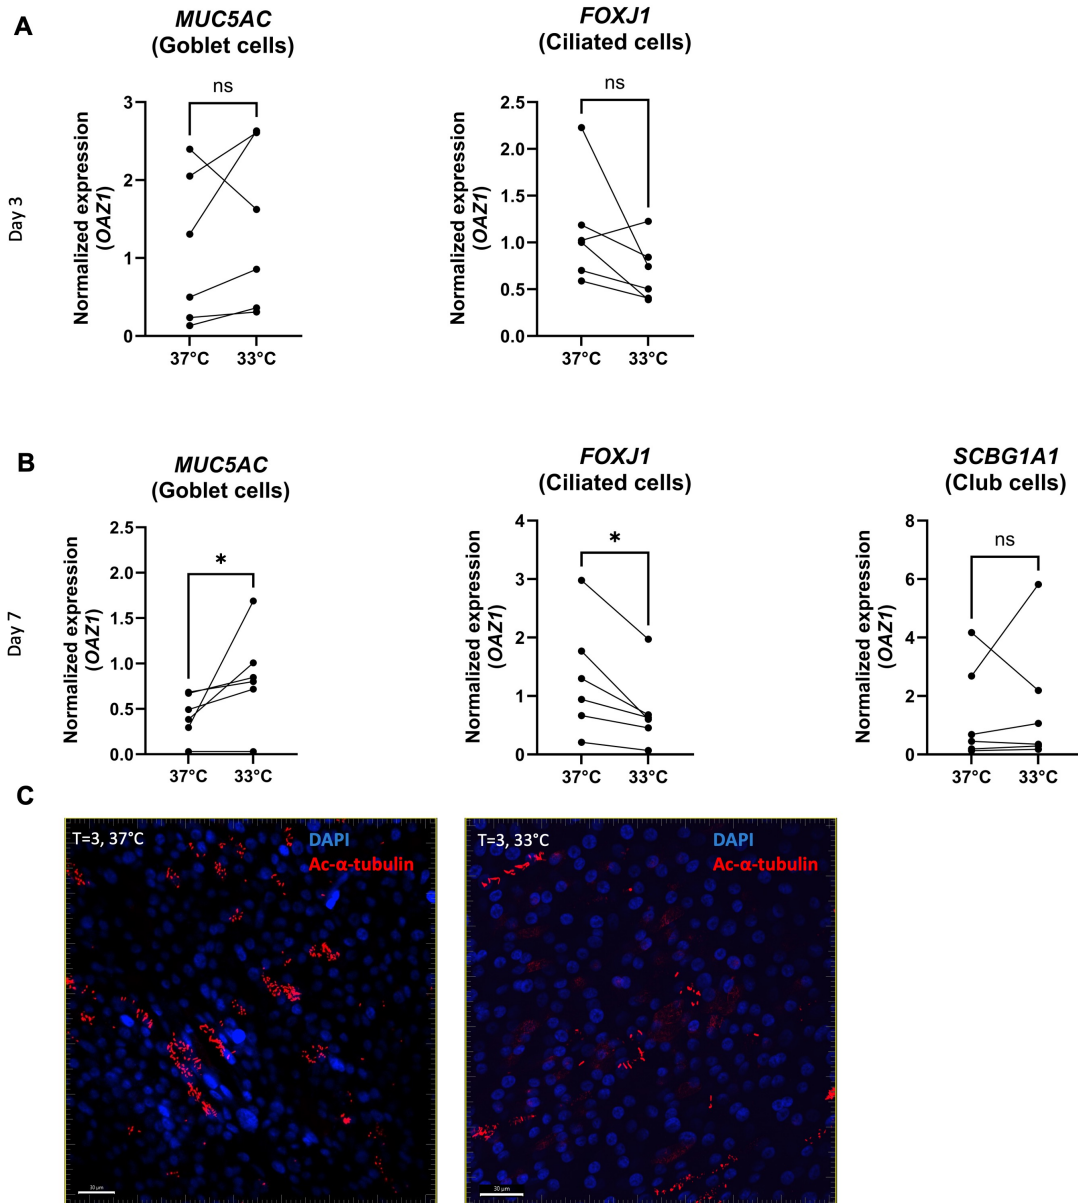 A
MUC5AC
(Goblet cells)
FOXJ1
(Ciliated cells)
Day 3
Normalized expression
(OAZ1)
3
2
1
0
ns
37°C
33°C
Normalized expression
(OAZ1)
2.5
2.0
1.5
1.0
0.5
0.0
ns
37°C
33°C
B
MUC5AC
(Goblet cells)
FOXJ1
(Ciliated cells)
SCBG1A1
(Club cells)
Day 7
Normalized expression
(OAZ1)
2.5
2.0
1.5
1.0
0.5
0.0
*
37°C
33°C
Normalized expression
(OAZ1)
4
3
2
1
0
*
37°C
33°C
Normalized expression
(OAZ1)
8
6
4
2
0
ns
37°C
33°C
C
T=3, 37°C
DAPI
Ac-α-tubulin
30 µm
T=3, 33°C
DAPI
Ac-α-tubulin
30 µm